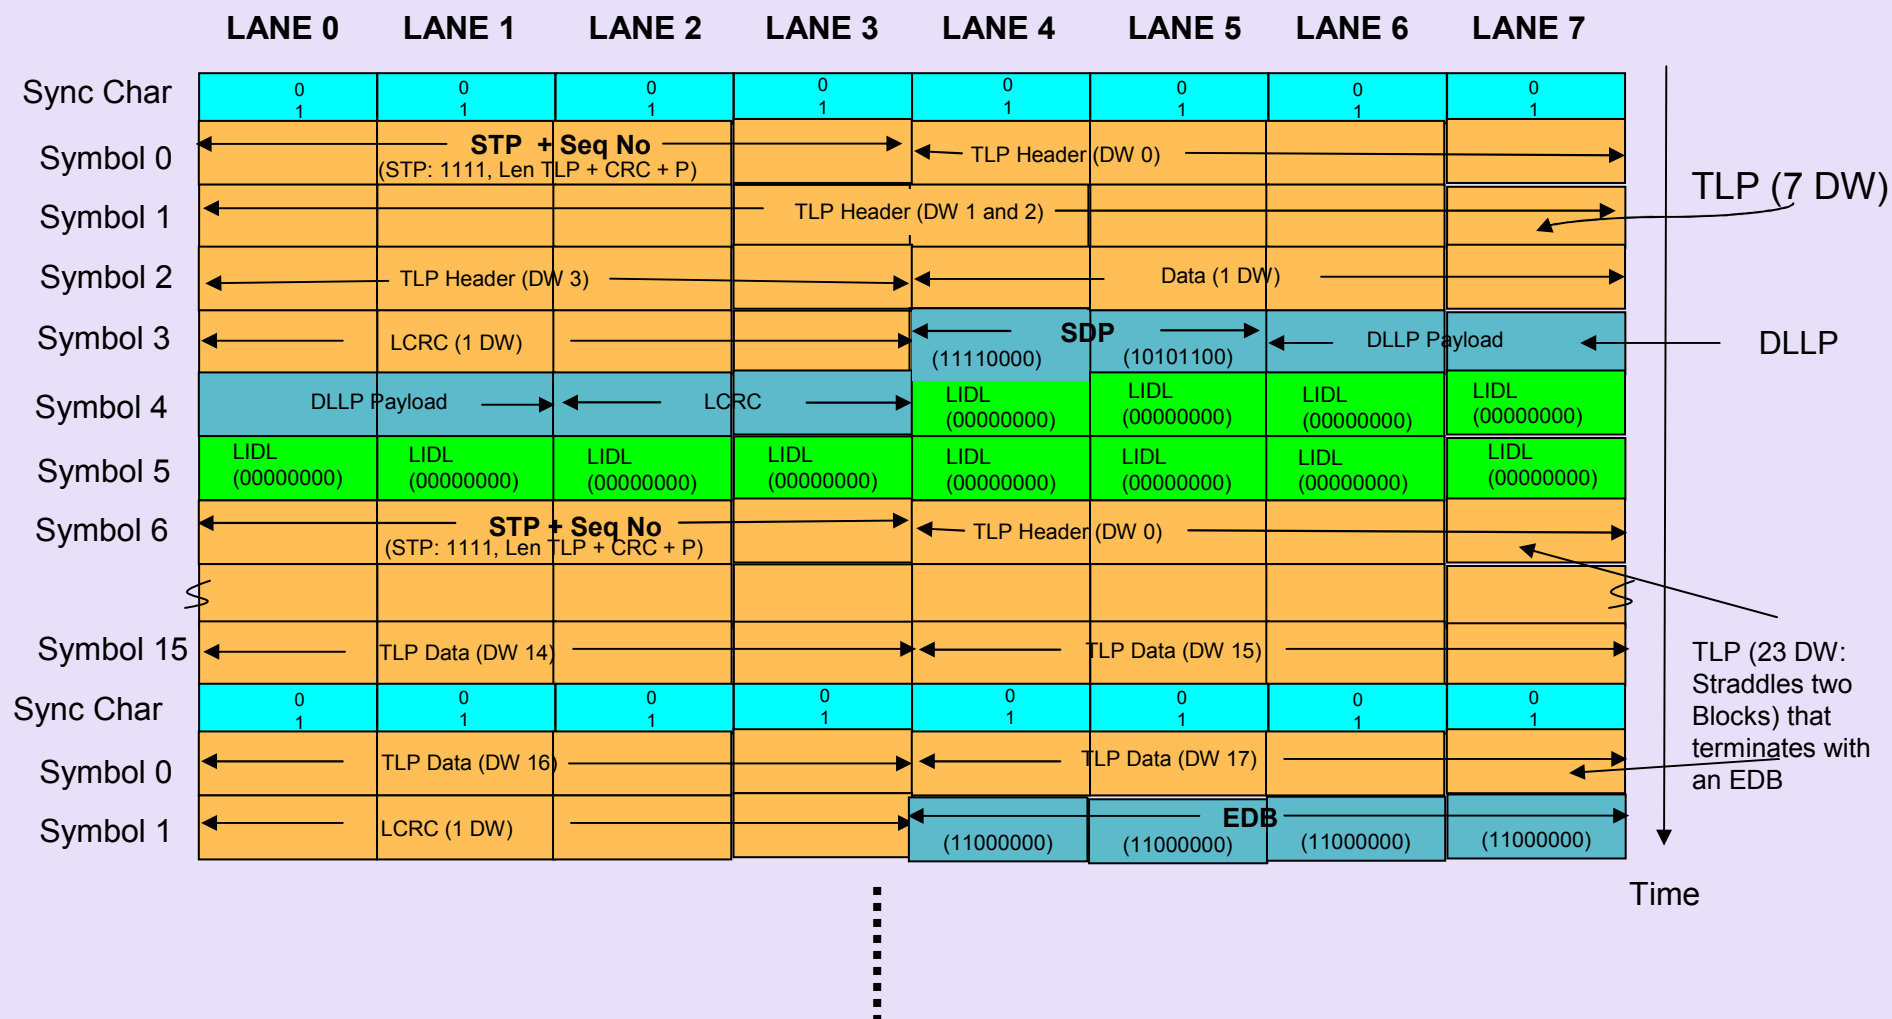 LANE 0 LANE 1 LANE 2 LANE 3 LANE 4 LANE 5 LANE 6 LANE 7
Sync Char 0 0 0 0 0 0 0 0
1 1 1 1 1 1 1 1
Symbol 0 STP + Seq No TLP Header (DW 0)
(STP: 1111, Len TLP + CRC + P)
TLP (7 DW)
Symbol 1 TLP Header (DW 1 and 2)
Symbol 2 TLP Header (DW 3) Data (1 DW)
Symbol 3 LCRC (1 DW) SDP DLLP Payload DLLP
(11110000) (10101100)
Symbol 4 DLLP Payload LCRC LIDL LIDL LIDL LIDL
(00000000) (00000000) (00000000) (00000000)
Symbol 5 LIDL LIDL LIDL LIDL LIDL LIDL LIDL LIDL
(00000000) (00000000) (00000000) (00000000) (00000000) (00000000) (00000000) (00000000)
Symbol 6 STP + Seq No TLP Header (DW 0)
(STP: 1111, Len TLP + CRC + P)
Symbol 15 TLP Data (DW 14) TLP Data (DW 15)
TLP (23 DW:
Straddles two
Blocks) that
terminates with
an EDB
Sync Char 0 0 0 0 0 0 0 0
1 1 1 1 1 1 1 1
Symbol 0 TLP Data (DW 16) TLP Data (DW 17)
Symbol 1 LCRC (1 DW) EDB
(11000000) (11000000) (11000000) (11000000)
Time